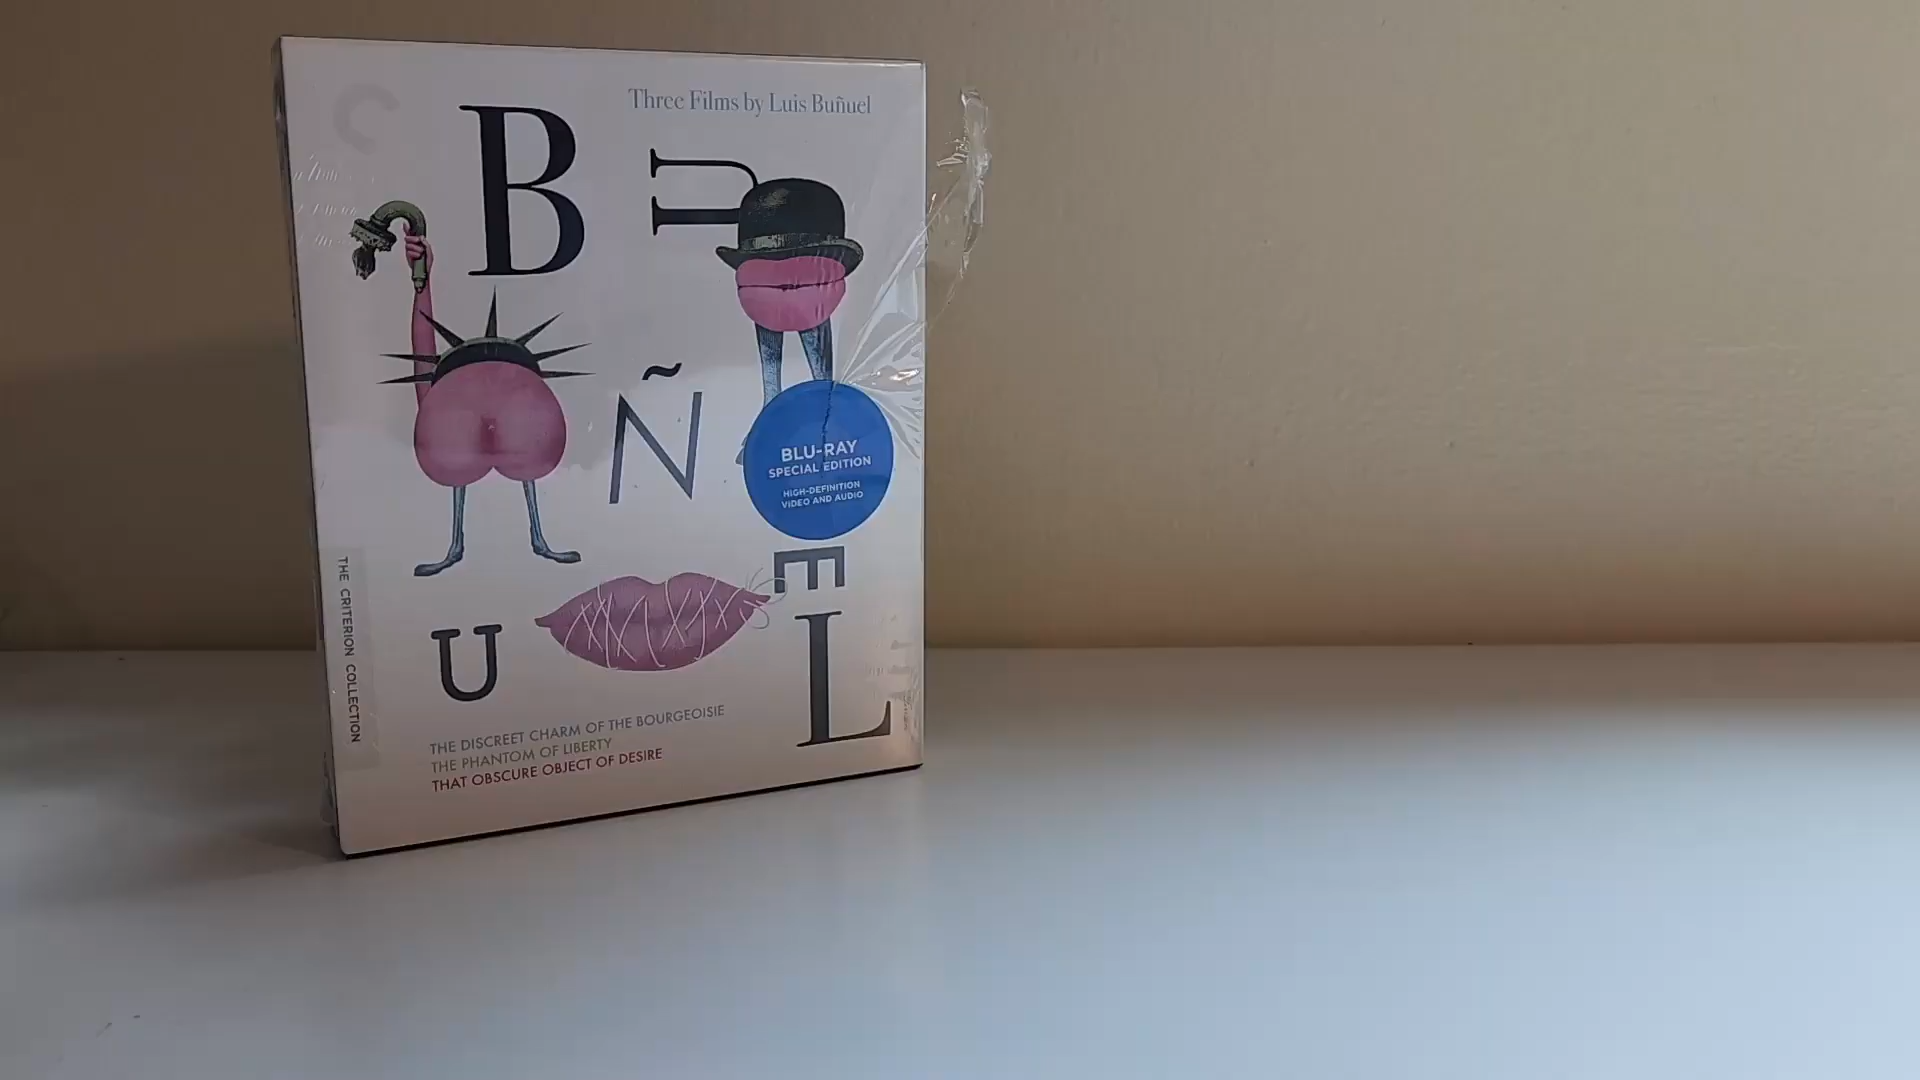 Three Films by Luis Buñuel
B
U
Ñ
U
E
L
BLU-RAY
SPECIAL EDITION
HIGH-DEFINITION
VIDEO AND AUDIO
THE CRITERION COLLECTION
THE DISCREET CHARM OF THE BOURGEOISIE
THE PHANTOM OF LIBERTY
THAT OBSCURE OBJECT OF DESIRE